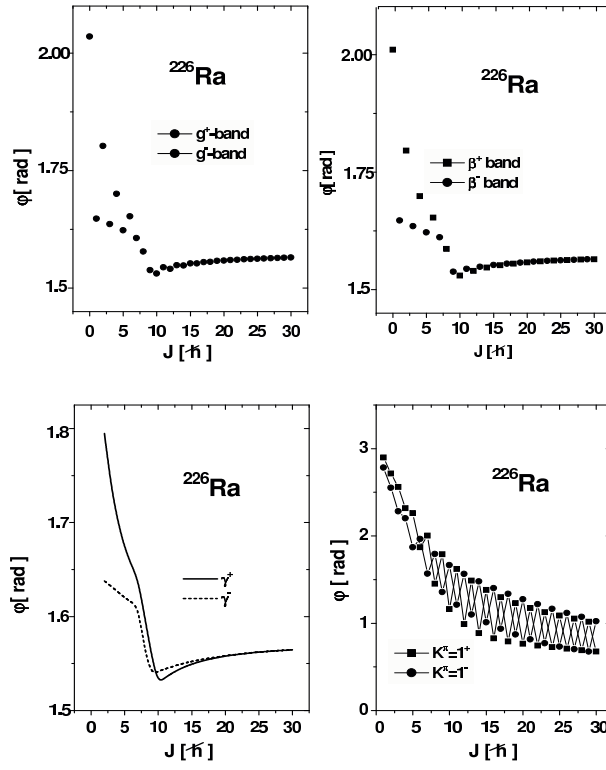 2.00
1.75
1.5
φ[ rad]
²²⁶Ra
g⁺-band
g⁻-band
0 5 10 15 20 25 30
J [ ħ]
2.00
1.75
1.5
φ[ rad]
²²⁶Ra
β⁺ band
β⁻ band
0 5 10 15 20 25 30
J [ ħ]
1.8
1.7
1.6
1.5
φ[ rad ]
²²⁶Ra
γ⁺
γ⁻
0 5 10 15 20 25 30
J [ ħ]
3
2
1
0
φ[ rad ]
²²⁶Ra
K^π=1⁺
K^π=1⁻
0 5 10 15 20 25 30
J [ ħ]